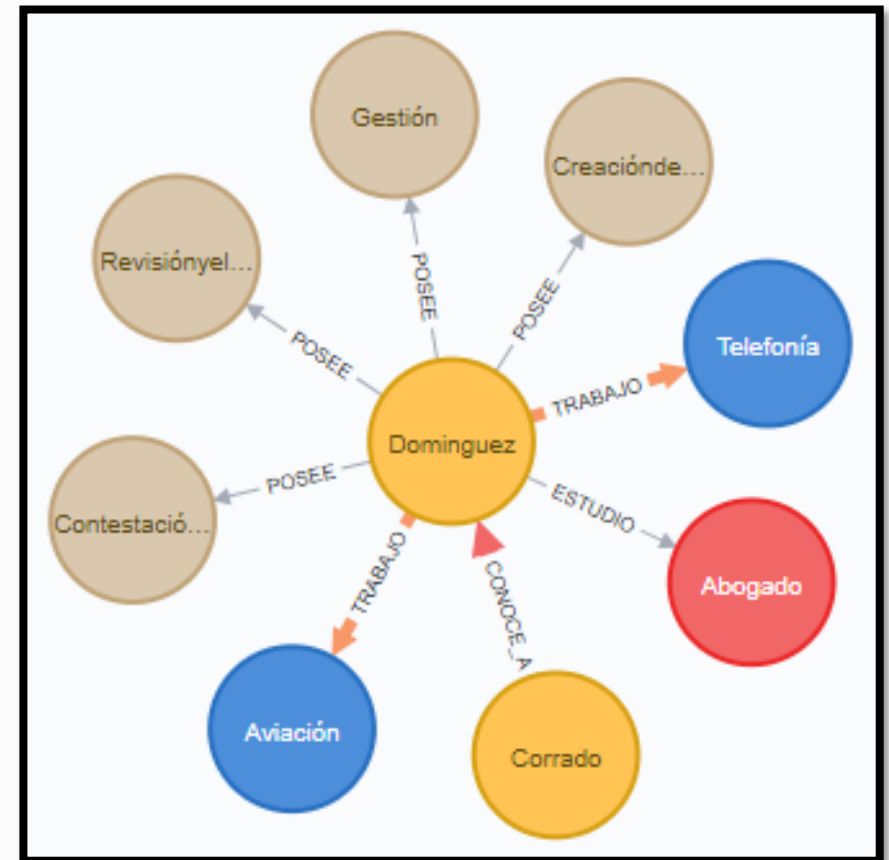 Gestión
Creaciónde...
Revisiónyel...
POSEE
POSEE
POSEE
Telefonía
TRABAJO
Dominguez
POSEE
ESTUDIO
Contestació...
TRABAJO
CONOCE_A
Abogado
Aviación
Corrado